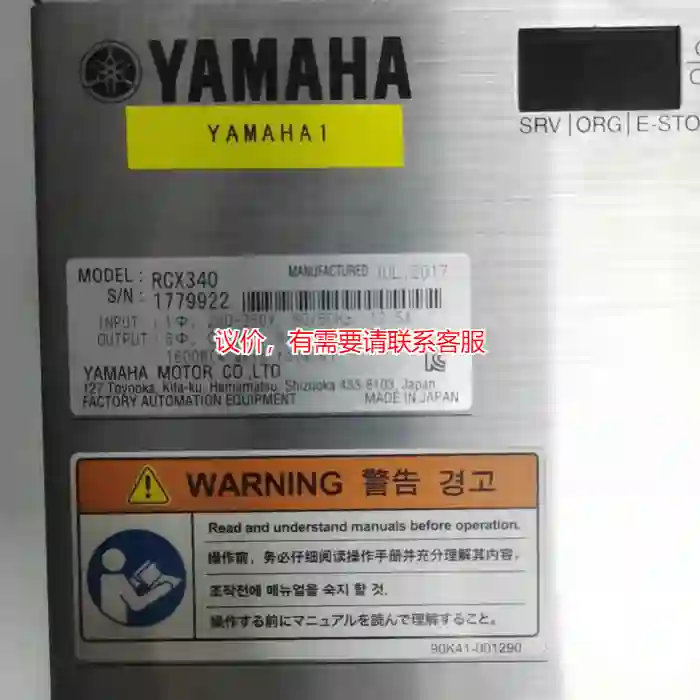 YAMAHA
YAMAHA1
SRV|ORG|E-STO
MODEL: RCX340
MANUFACTURED JUL, 2017
S/N: 1779922
INPUT : 1Φ,
议价，有需要请联系客服
OUTPUT :
YAMAHA MOTOR CO.,LTD
127 Toyooka, Kita-ku, Hamamatsu, Shizuoka 433-8103, Japan
FACTORY AUTOMATION EQUIPMENT MADE IN JAPAN
WARNING 警告 경고
Read and understand manuals before operation.
操作前，务必仔细阅读操作手册并充分理解其内容。
조작전에 메뉴얼을 숙지 할 것.
操作する前にマニュアルを読んで理解すること。
90K41-001290